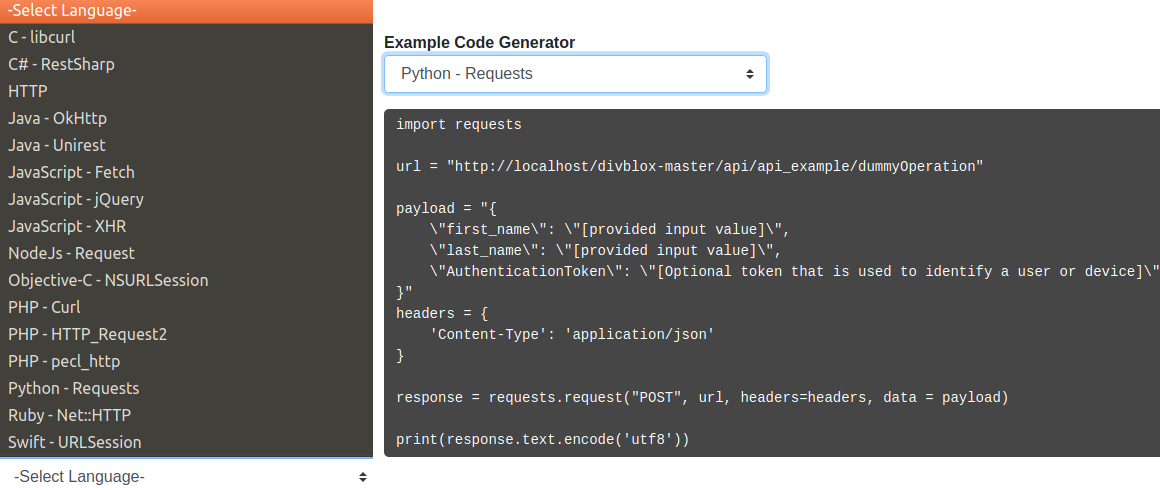 -Select Language-
C - libcurl
C# - RestSharp
HTTP
Java - OkHttp
Java - Unirest
JavaScript - Fetch
JavaScript - jQuery
JavaScript - XHR
NodeJs - Request
Objective-C - NSURLSession
PHP - Curl
PHP - HTTP_Request2
PHP - pecl_http
Python - Requests
Ruby - Net::HTTP
Swift - URLSession
-Select Language-
Example Code Generator
Python - Requests
import requests
url = "http://localhost/divblox-master/api/api_example/dummyOperation"
payload = "{
    \"first_name\": \"[provided input value]\",
    \"last_name\": \"[provided input value]\",
    \"AuthenticationToken\": \"[Optional token that is used to identify a user or device]\"
}"
headers = {
    'Content-Type': 'application/json'
}
response = requests.request("POST", url, headers=headers, data = payload)
print(response.text.encode('utf8'))